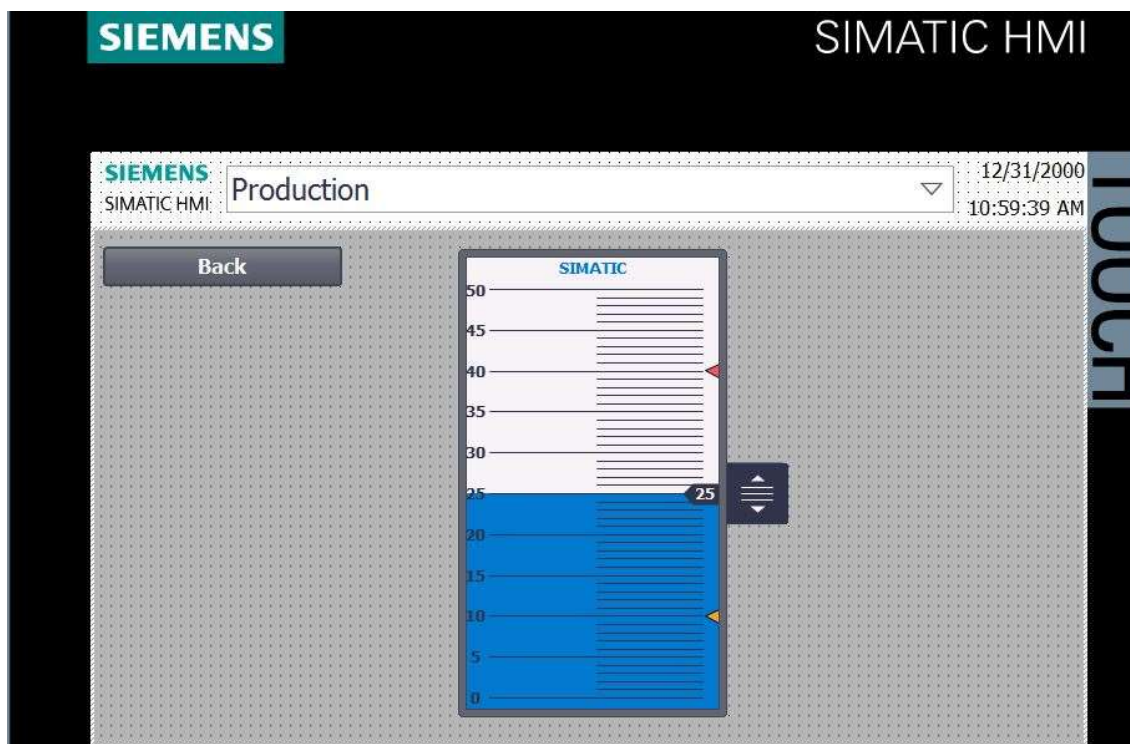 SIEMENS
SIMATIC HMI
SIEMENS
SIMATIC HMI
Production
12/31/2000
10:59:39 AM
TOUCH
Back
SIMATIC
50
45
40
35
30
25
25
20
15
10
5
0